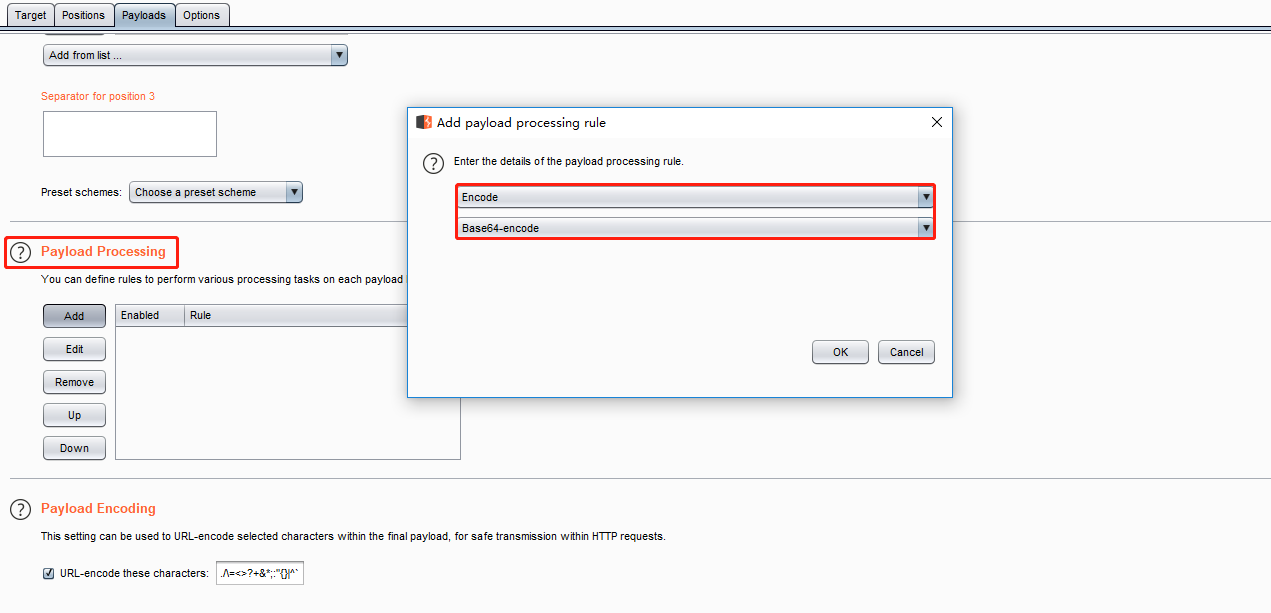 Target Positions Payloads Options
Add from list ...
Separator for position 3
Preset schemes: Choose a preset scheme
Payload Processing
You can define rules to perform various processing tasks on each payload
Add
Enabled Rule
Edit
Remove
Up
Down
Add payload processing rule
Enter the details of the payload processing rule.
Encode
Base64-encode
OK Cancel
Payload Encoding
This setting can be used to URL-encode selected characters within the final payload, for safe transmission within HTTP requests.
URL-encode these characters: ./\=<>?+&*;:"{}|^`